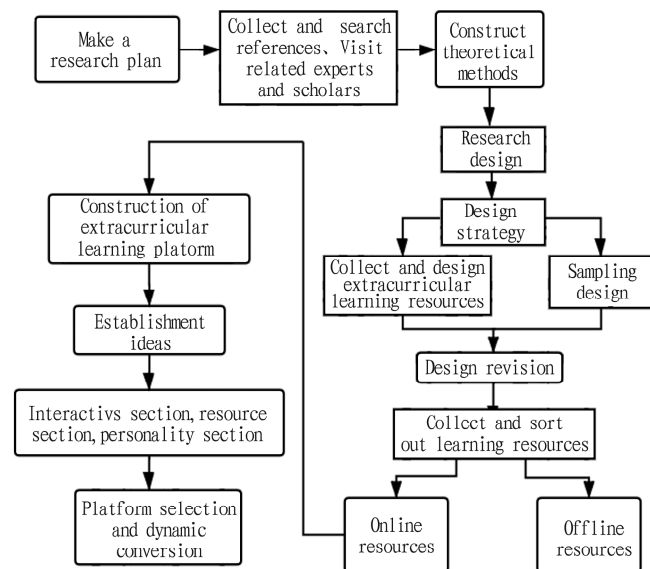 Make a
research plan
Collect and search
references、Visit
related experts
and scholars
Construct
theoretical
methods
Research
design
Design
strategy
Collect and design
extracurricular
learning resources
Sampling
design
Design revision
Collect and sort
out learning resources
Online
resources
Offline
resources
Construction of
extracurricular
learning platorm
Establishment
ideas
Interactivs section,resource
section,personality section
Platform selection
and dynamic
conversion